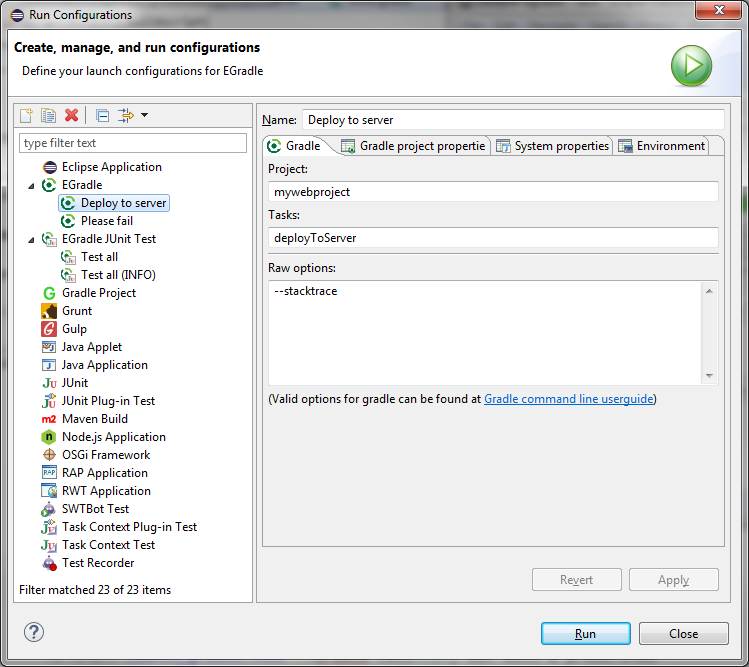 Run Configurations
Create, manage, and run configurations
Define your launch configurations for EGradle
type filter text
Eclipse Application
EGradle
Deploy to server
Please fail
EGradle JUnit Test
Test all
Test all (INFO)
Gradle Project
Grunt
Gulp
Java Applet
Java Application
JUnit
JUnit Plug-in Test
Maven Build
Node.js Application
OSGi Framework
RAP Application
RWT Application
SWTBot Test
Task Context Plug-in Test
Task Context Test
Test Recorder
Filter matched 23 of 23 items
Name: Deploy to server
Gradle Gradle project propertie System properties Environment
Project:
mywebproject
Tasks:
deployToServer
Raw options:
--stacktrace
(Valid options for gradle can be found at Gradle command line userguide)
Revert Apply
Run Close